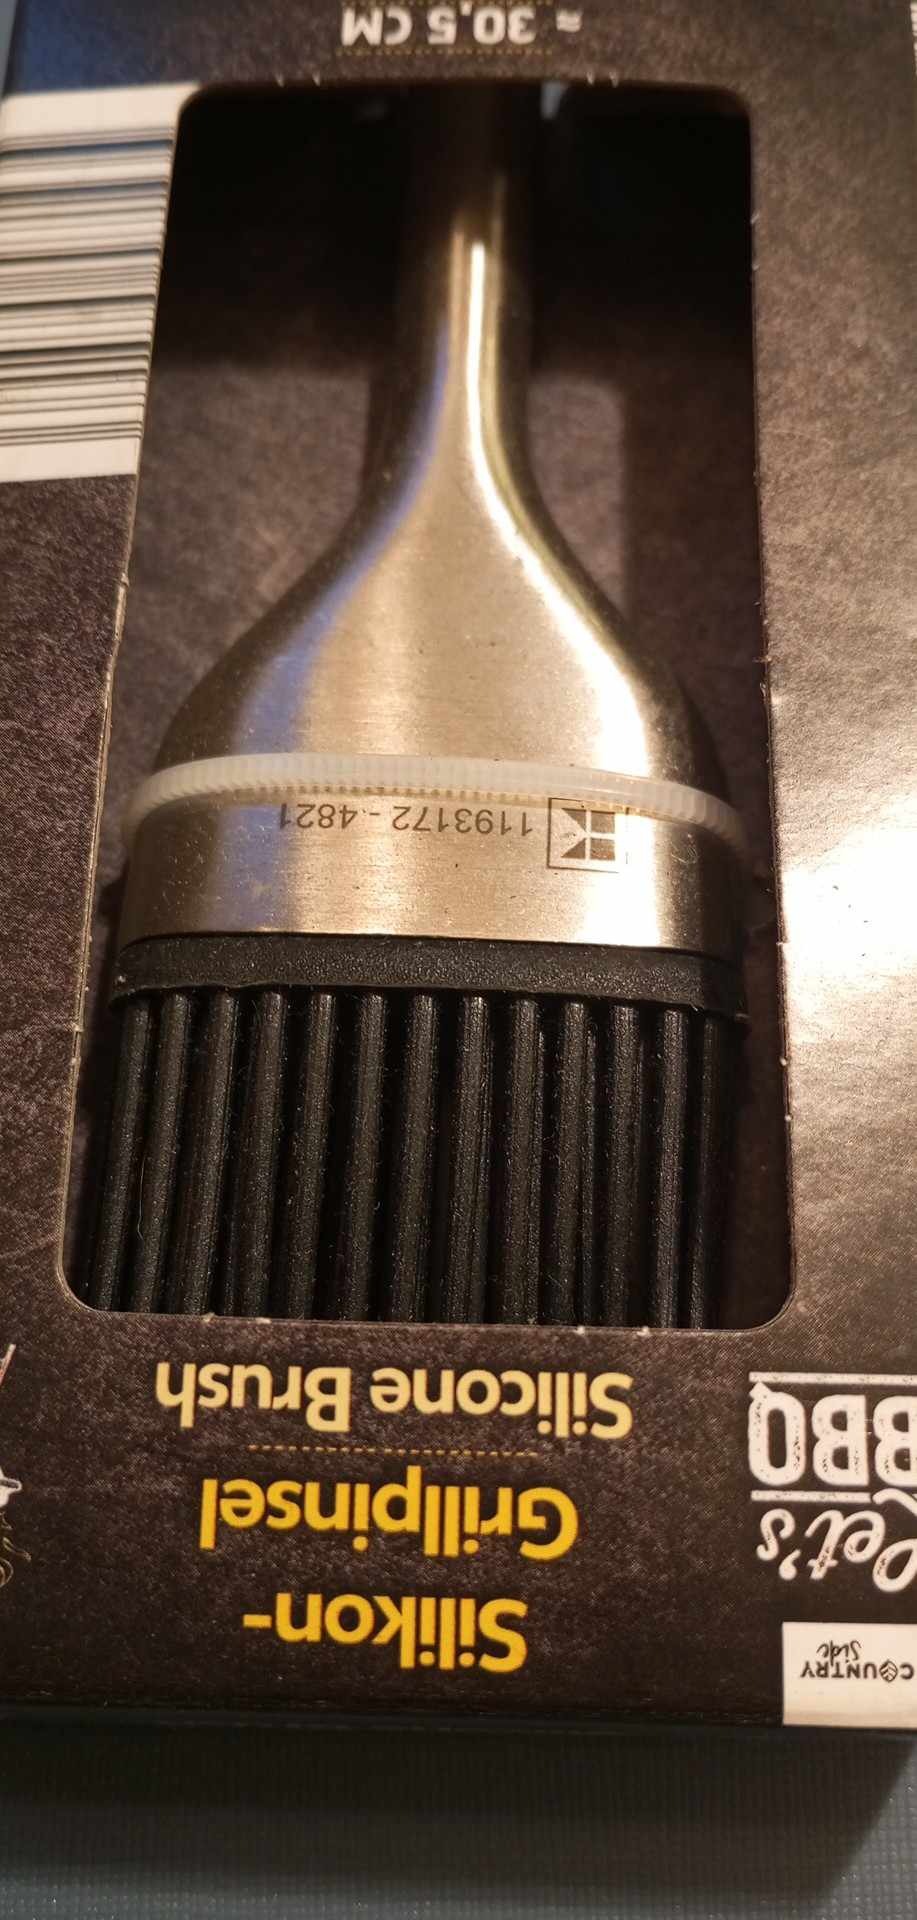 COUNTRY
Side
Let's
BBQ
Silikon-
Grillpinsel
Silicone Brush
1193172 - 4821
≈ 30,5 CM